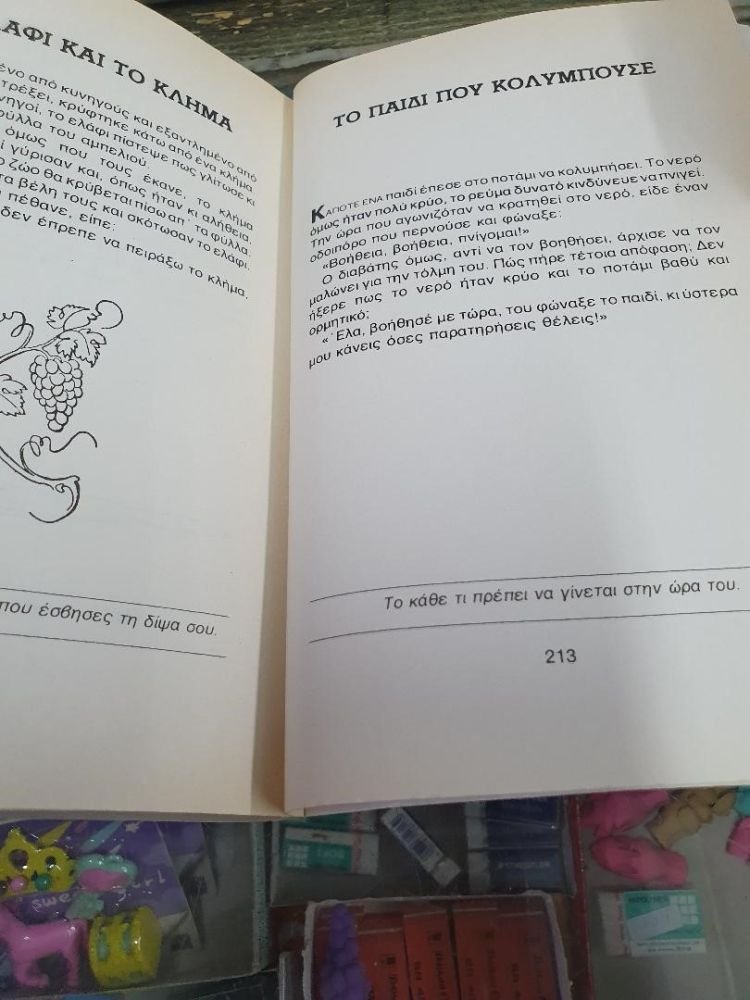 ΑΦΙ ΚΑΙ ΤΟ ΚΛΗΜΑ
ένο από κυνηγούς και εξαντλημένο από
τρέξει, κρύφτηκε κάτω από ένα κλήμα
νηγοί, το ελάφι πίστεψε πως γλίτωσε κι
ύλλα του αμπελιού.
όμως που τους έκανε, το κλήμα
ί γύρισαν και, όπως ήταν κι αλήθεια,
ο ζώο θα κρύβεται πίσω απ᾿ τα φύλλα.
τα βέλη τους και σκότωσαν το ελάφι.
πέθανε, είπε:
δεν έπρεπε να πειράξω το κλήμα,
που έσβησες τη δίψα σου.
ΤΟ ΠΑΙΔΙ ΠΟΥ ΚΟΛΥΜΠΟΥΣΕ
ΚΑΠΟΤΕ ΕΝΑ παιδί έπεσε στο ποτάμι να κολυμπήσει. Το νερό
όμως ήταν πολύ κρύο, το ρεύμα δυνατό κινδύνευε να πνιγεί.
Την ώρα που αγωνιζόταν να κρατηθεί στο νερό, είδε έναν
οδοιπόρο που περνούσε και φώναξε:
«Βοήθεια, βοήθεια, πνίγομαι!»
Ο διαβάτης όμως, αντί να τον βοηθήσει, άρχισε να τον
μαλώνει για την τόλμη του. Πώς πήρε τέτοια απόφαση; Δεν
ήξερε πως το νερό ήταν κρύο και το ποτάμι βαθύ και
ορμητικό;
«Έλα, βοήθησέ με τώρα, του φώναξε το παιδί, κι ύστερα
μου κάνεις όσες παρατηρήσεις θέλεις!»
Το κάθε τι πρέπει να γίνεται στην ώρα του.
213